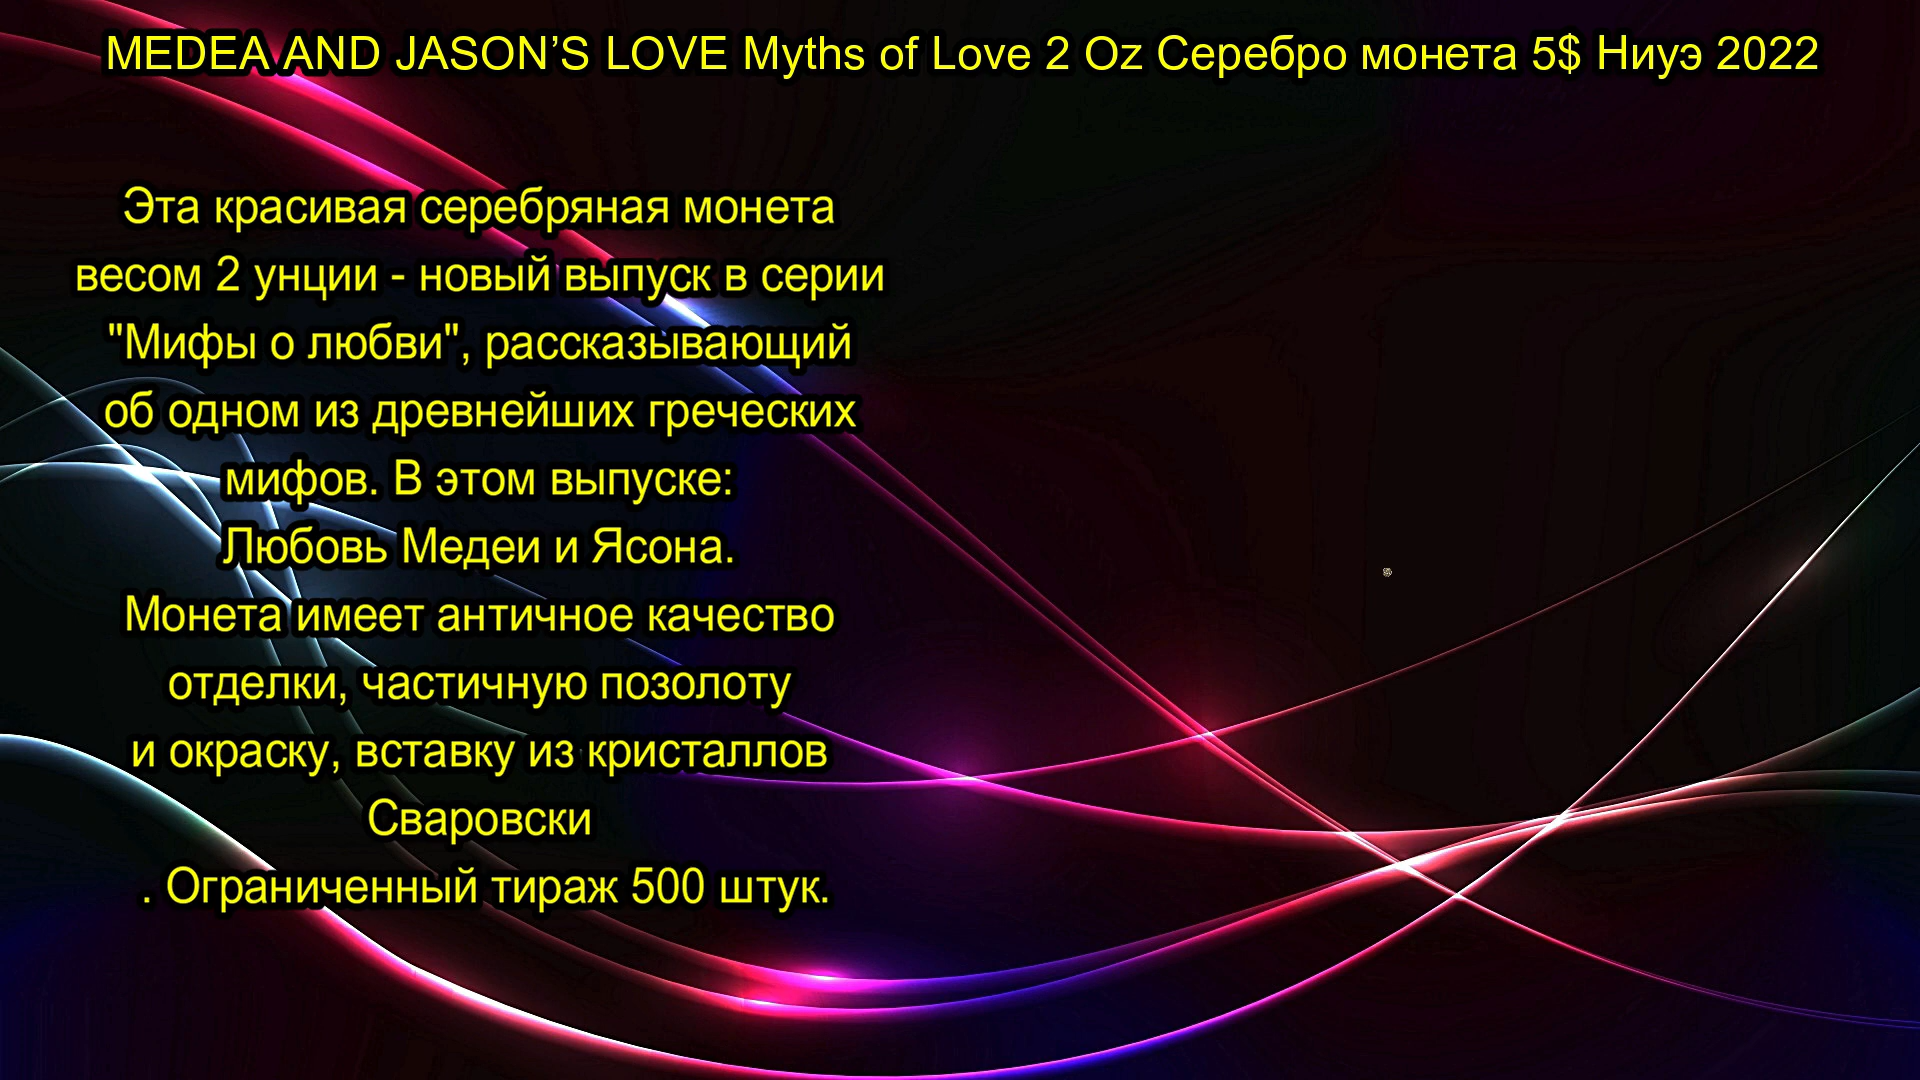 MEDEA AND JASON’S LOVE Myths of Love 2 Oz Серебро монета 5$ Ниуэ 2022
Эта красивая серебряная монета
весом 2 унции - новый выпуск в серии
"Мифы о любви", рассказывающий
об одном из древнейших греческих
мифов. В этом выпуске:
Любовь Медеи и Ясона.
Монета имеет античное качество
отделки, частичную позолоту
и окраску, вставку из кристаллов
Сваровски
. Ограниченный тираж 500 штук.